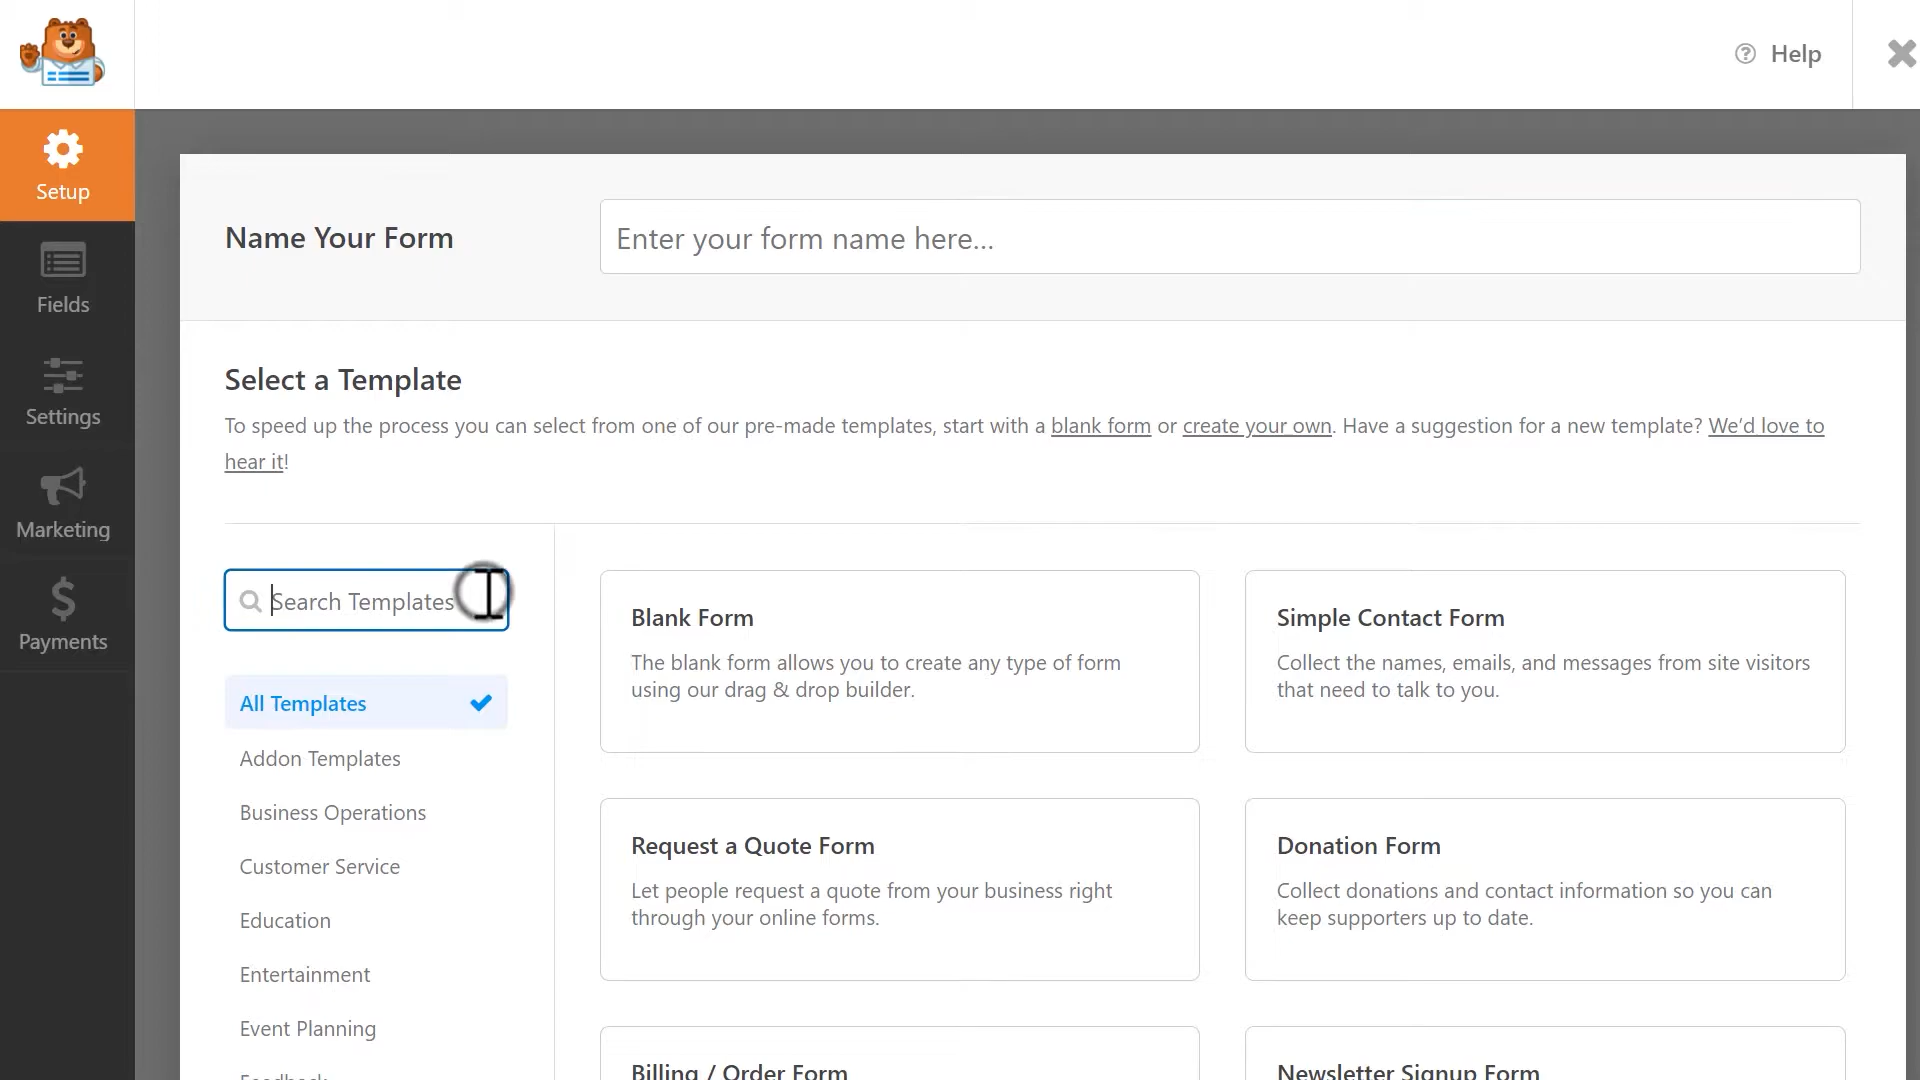 Help
Setup
Fields
Settings
Marketing
Payments
Name Your Form
Enter your form name here...
Select a Template
To speed up the process you can select from one of our pre-made templates, start with a blank form or create your own. Have a suggestion for a new template? We’d love to
hear it!
Search Templates
All Templates
Addon Templates
Business Operations
Customer Service
Education
Entertainment
Event Planning
Feedback
Blank Form
The blank form allows you to create any type of form
using our drag & drop builder.
Simple Contact Form
Collect the names, emails, and messages from site visitors
that need to talk to you.
Request a Quote Form
Let people request a quote from your business right
through your online forms.
Donation Form
Collect donations and contact information so you can
keep supporters up to date.
Billing / Order Form
Newsletter Signup Form